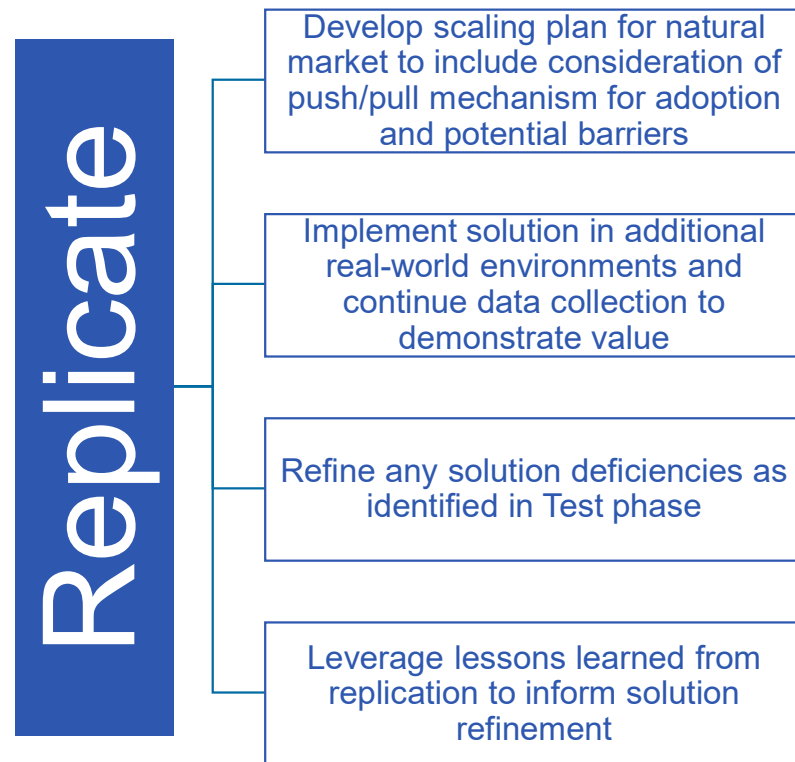 Replicate
Develop scaling plan for natural
market to include consideration of
push/pull mechanism for adoption
and potential barriers
Implement solution in additional
real-world environments and
continue data collection to
demonstrate value
Refine any solution deficiencies as
identified in Test phase
Leverage lessons learned from
replication to inform solution
refinement